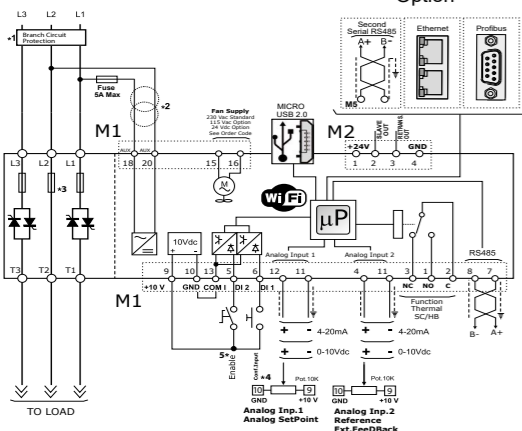 Option
L3 L2 L1
*1 Branch Circuit
Protection
Fuse
5A Max
*2
M1
Fan Supply
230 Vac Standard
115 Vac Option
24 Vdc Option
See Order Code
AUX AUX
18 20 15 16
M
MICRO
USB 2.0
Second
Serial RS485
A+ B-
M5
Ethernet
Profibus
M2
SLAVE
OUT
RETRANS.
OUT
+24V GND
1 2 3 4
L3 L2 L1
*3
WiFi
µP
10Vdc
+ -
Analog Input 1
Analog Input 2
RS485
T3 T2 T1
9 10 13 5 6 12 11 4 11 3 1 2 8 7
M1
+10 V GND COM I DI 2 DI 1
NC NO C
Function
Thermal
SC/HB
B- A+
+ - 4-20mA
+ - 4-20mA
+ - 0-10Vdc
+ - 0-10Vdc
5*
Enable
Conf.Input
*4
Pot.10K
Pot.10K
10 9
10 9
GND +10 V
GND +10 V
TO LOAD
Analog Inp.1
Analog SetPoint
Analog Inp.2
Reference
Ext.FeeDBack